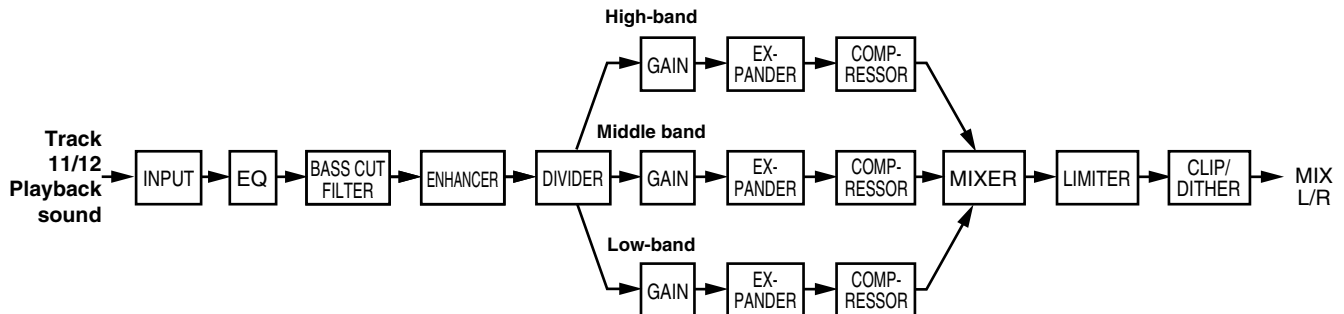 High-band
GAIN
EX-
PANDER
COMP-
RESSOR
Track
11/12
Playback
sound
INPUT
EQ
BASS CUT
FILTER
ENHANCER
DIVIDER
Middle band
GAIN
EX-
PANDER
COMP-
RESSOR
MIXER
LIMITER
CLIP/
DITHER
MIX
L/R
Low-band
GAIN
EX-
PANDER
COMP-
RESSOR